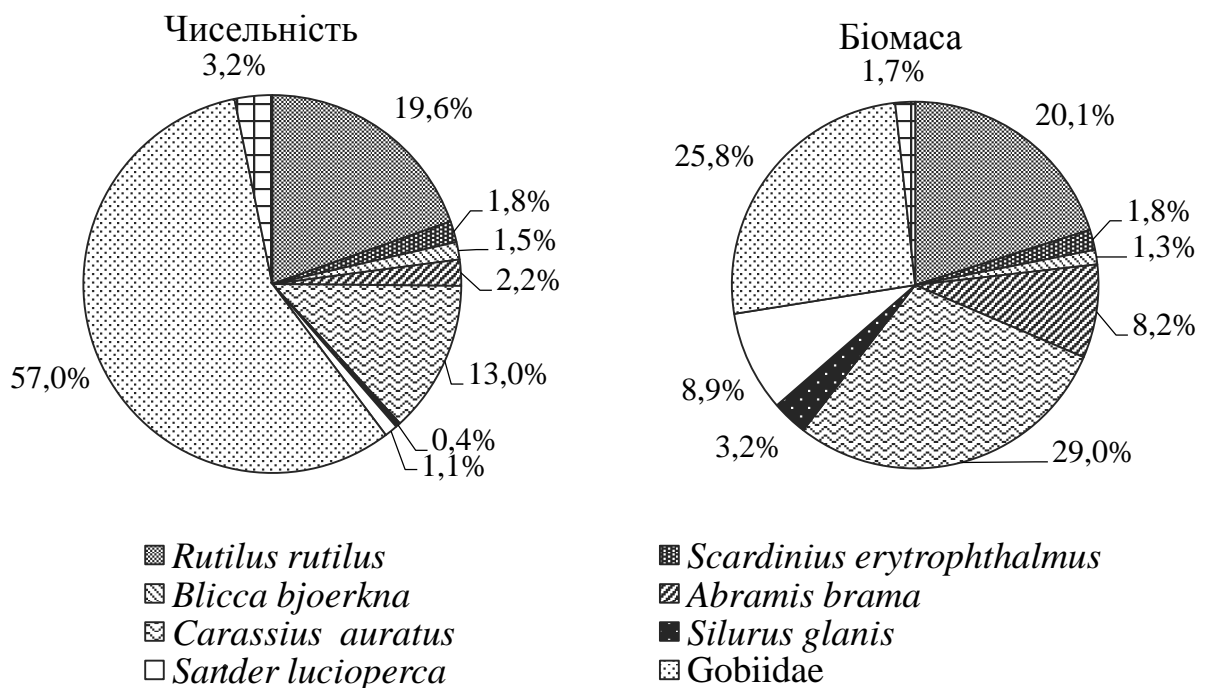 Чисельність
3,2%
19,6%
1,8%
1,5%
2,2%
13,0%
0,4%
1,1%
57,0%
Біомаса
1,7%
20,1%
1,8%
1,3%
8,2%
29,0%
3,2%
8,9%
25,8%
Rutilus rutilus
Scardinius erytrophthalmus
Blicca bjoerkna
Abramis brama
Carassius auratus
Silurus glanis
Sander lucioperca
Gobiidae